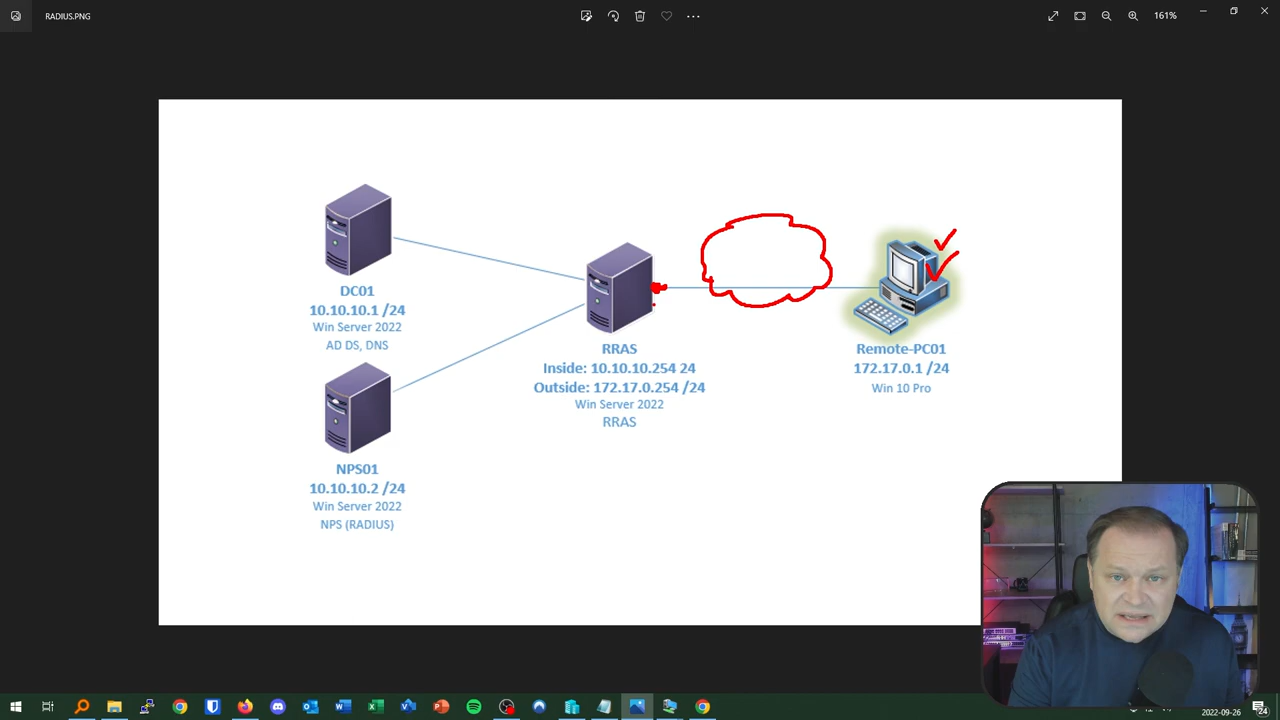 RADIUS.PNG
161%
DC01
10.10.10.1 /24
Win Server 2022
AD DS, DNS
RRAS
Inside: 10.10.10.254 24
Outside: 172.17.0.254 /24
Win Server 2022
RRAS
Remote-PC01
172.17.0.1 /24
Win 10 Pro
NPS01
10.10.10.2 /24
Win Server 2022
NPS (RADIUS)
2022-09-26
24